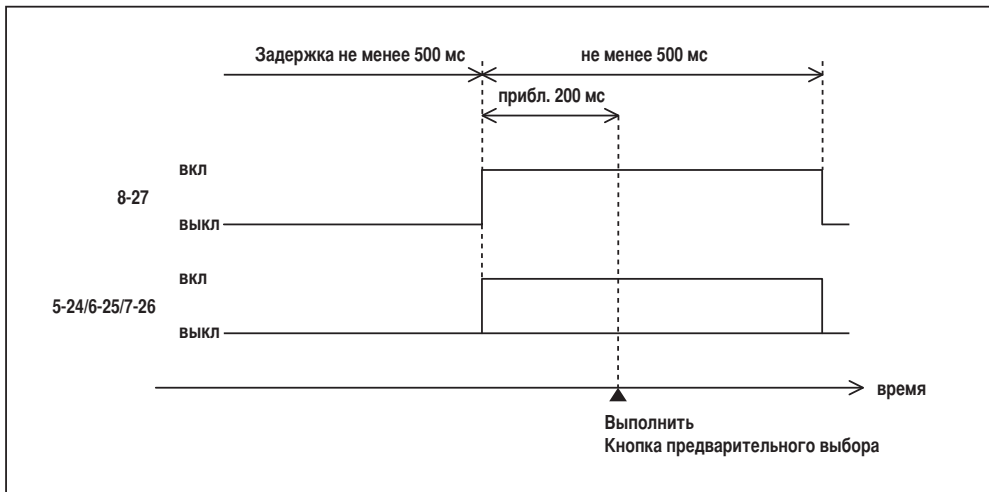 Задержка не менее 500 мс
не менее 500 мс
прибл. 200 мс
вкл
8-27
выкл
вкл
5-24/6-25/7-26
выкл
время
Выполнить
Кнопка предварительного выбора